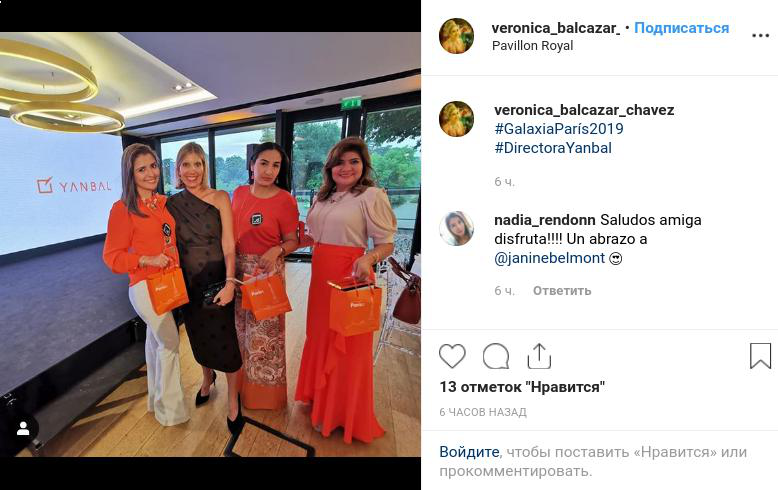 YANBAL
veronica_balcazar_ • Подписаться
Pavillon Royal
veronica_balcazar_chavez
#GalaxiaParís2019
#DirectoraYanbal
6 ч.
nadia_rendonn Saludos amiga
disfruta!!!! Un abrazo a
@janinebelmont 😍
6 ч. Ответить
13 отметок "Нравится"
6 ЧАСОВ НАЗАД
Войдите, чтобы поставить «Нравится» или
прокомментировать.